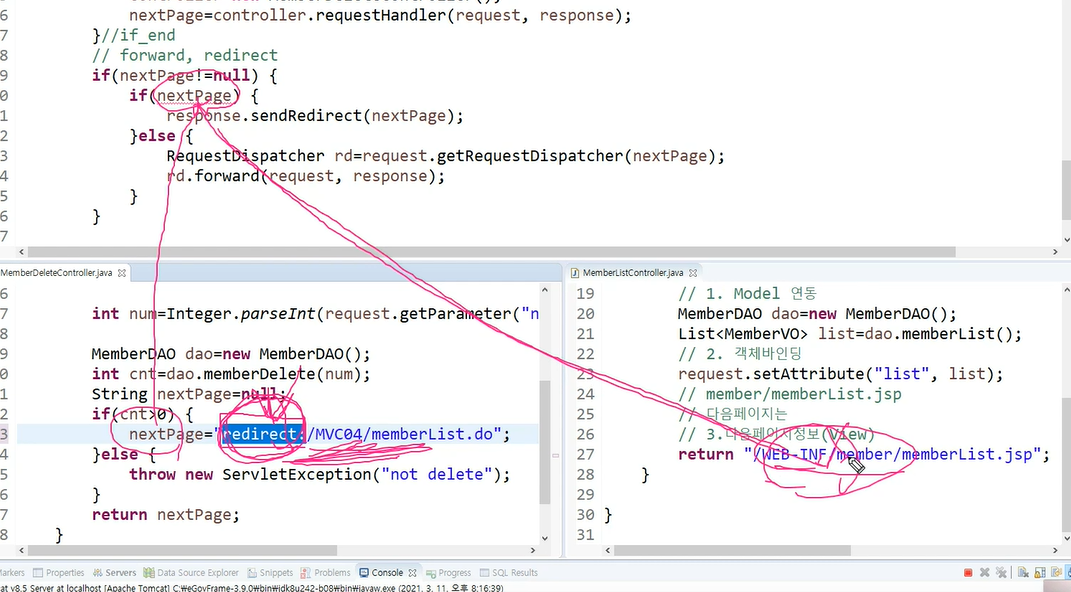 6 nextPage=controller.requestHandler(request, response);
7 }//if_end
8 // forward, redirect
9 if(nextPage!=null) {
0 if(nextPage) {
1 response.sendRedirect(nextPage);
2 }else {
3 RequestDispatcher rd=request.getRequestDispatcher(nextPage);
4 rd.forward(request, response);
5 }
6 }
7
MemberDeleteController.java
6
7 int num=Integer.parseInt(request.getParameter("n
8
9 MemberDAO dao=new MemberDAO();
0 int cnt=dao.memberDelete(num);
1 String nextPage=null;
2 if(cnt>0) {
3 nextPage="redirect:/MVC04/memberList.do";
4 }else {
5 throw new ServletException("not delete");
6 }
7 return nextPage;
8 }
MemberListController.java
19 // 1. Model 연동
20 MemberDAO dao=new MemberDAO();
21 List<MemberVO> list=dao.memberList();
22 // 2. 객체바인딩
23 request.setAttribute("list", list);
24 // member/memberList.jsp
25 // 다음페이지는
26 // 3.다음페이지정보(View)
27 return "/WEB-INF/member/memberList.jsp";
28 }
29
30 }
31
Markers Properties Servers Data Source Explorer Snippets Problems Console Progress SQL Results
at v8.5 Server at localhost [Apache Tomcat] C:₩eGovFrame-3.9.0₩bin₩jdk8u242-b08₩bin₩javaw.exe (2021. 3. 11. 오후 8:16:39)